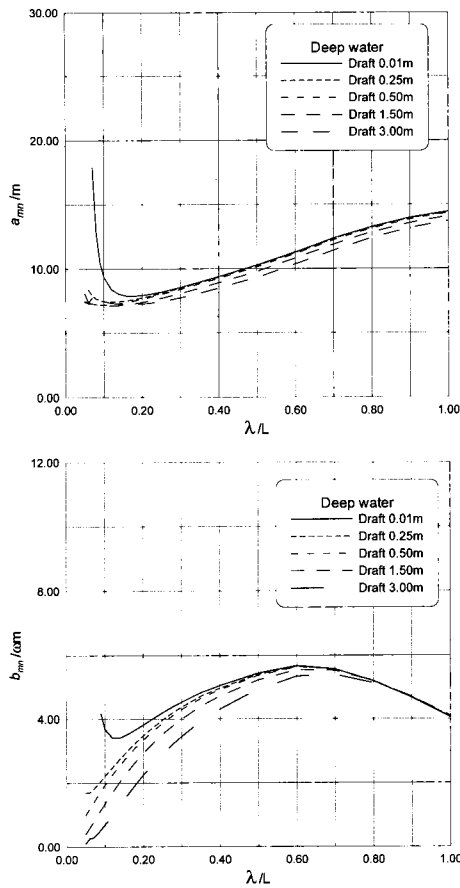 30.00
20.00
10.00
0.00
a_mn/m
Deep water
Draft 0.01m
Draft 0.25m
Draft 0.50m
Draft 1.50m
Draft 3.00m
0.00 0.20 0.40 0.60 0.80 1.00
λ/L
12.00
8.00
4.00
0.00
b_mn/ωm
Deep water
Draft 0.01m
Draft 0.25m
Draft 0.50m
Draft 1.50m
Draft 3.00m
0.00 0.20 0.40 0.60 0.80 1.00
λ/L